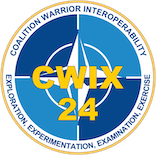 COALITION WARRIOR INTEROPERABILITY
CWIX
24
EXPLORATION, EXPERIMENTATION, EXAMINATION, EXERCISE